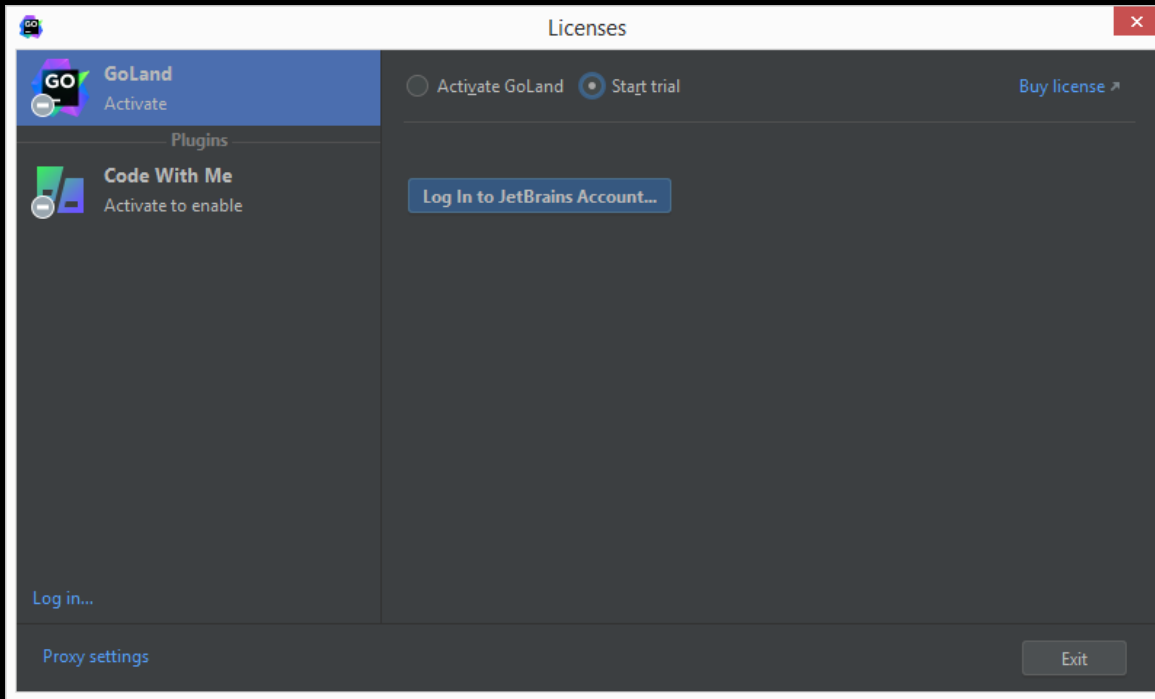 Licenses
GO
GoLand
Activate
Plugins
Code With Me
Activate to enable
Log in...
Activate GoLand Start trial Buy license
Log In to JetBrains Account...
Proxy settings
Exit